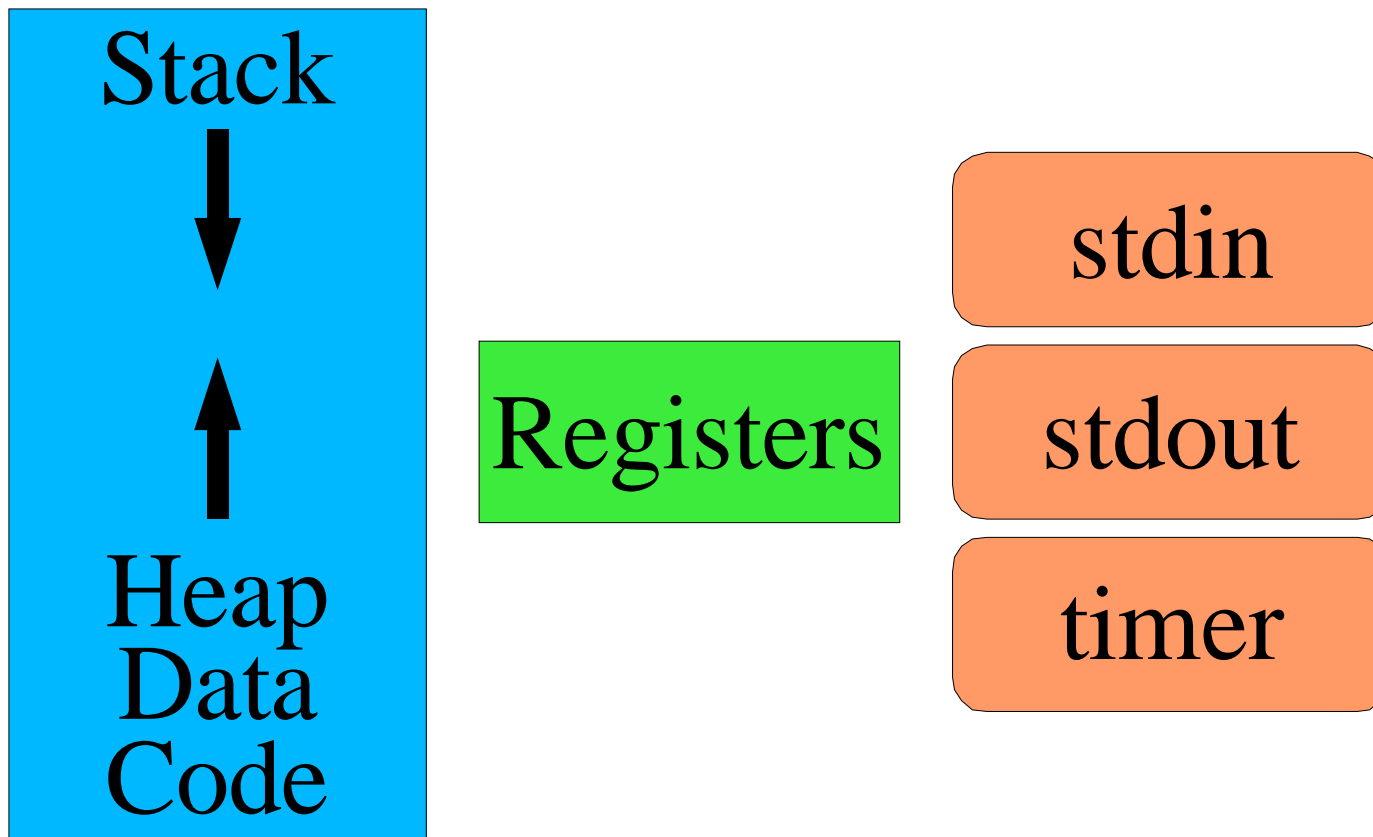 Stack
Heap
Data
Code
Registers
stdin
stdout
timer